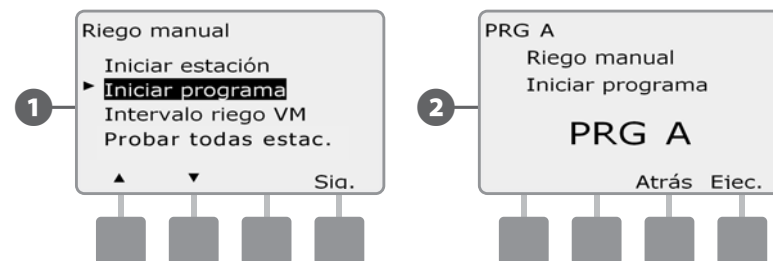 1
Riego manual
Iniciar estación
► Iniciar programa
Intervalo riego VM
Probar todas estac.
▲ ▼ Sig.
2
PRG A
Riego manual
Iniciar programa
PRG A
Atrás Ejec.